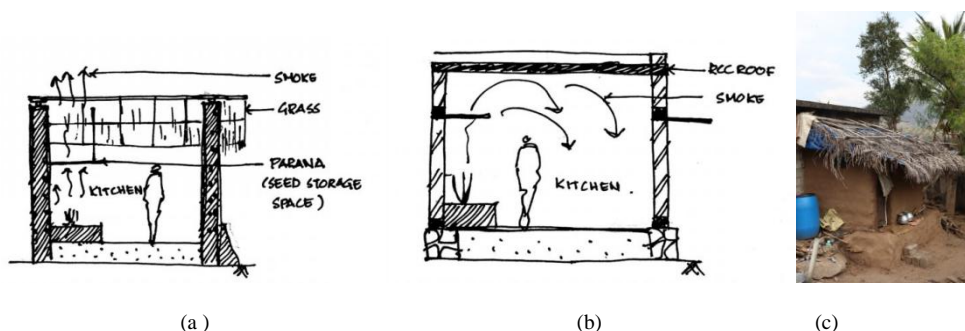 SMOKE
GRASS
PARANA
(SEED STORAGE
SPACE)
KITCHEN
RCC ROOF
SMOKE
KITCHEN.
(a )
(b)
(c)